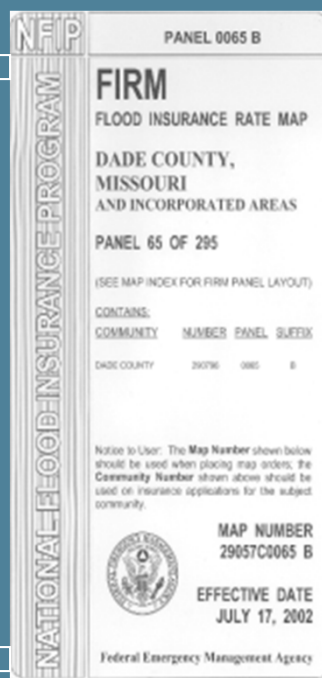 NFIP
PANEL 0065 B
NATIONAL FLOOD INSURANCE PROGRAM
FIRM
FLOOD INSURANCE RATE MAP
DADE COUNTY,
MISSOURI
AND INCORPORATED AREAS
PANEL 65 OF 295
(SEE MAP INDEX FOR FIRM PANEL LAYOUT)
CONTAINS:
COMMUNITY NUMBER PANEL SUFFIX
DADE COUNTY 290796 0065 B
Notice to User: The Map Number shown below
should be used when placing map orders; the
Community Number shown above should be
used on insurance applications for the subject
community.
MAP NUMBER
29057C0065 B
EFFECTIVE DATE
JULY 17, 2002
Federal Emergency Management Agency